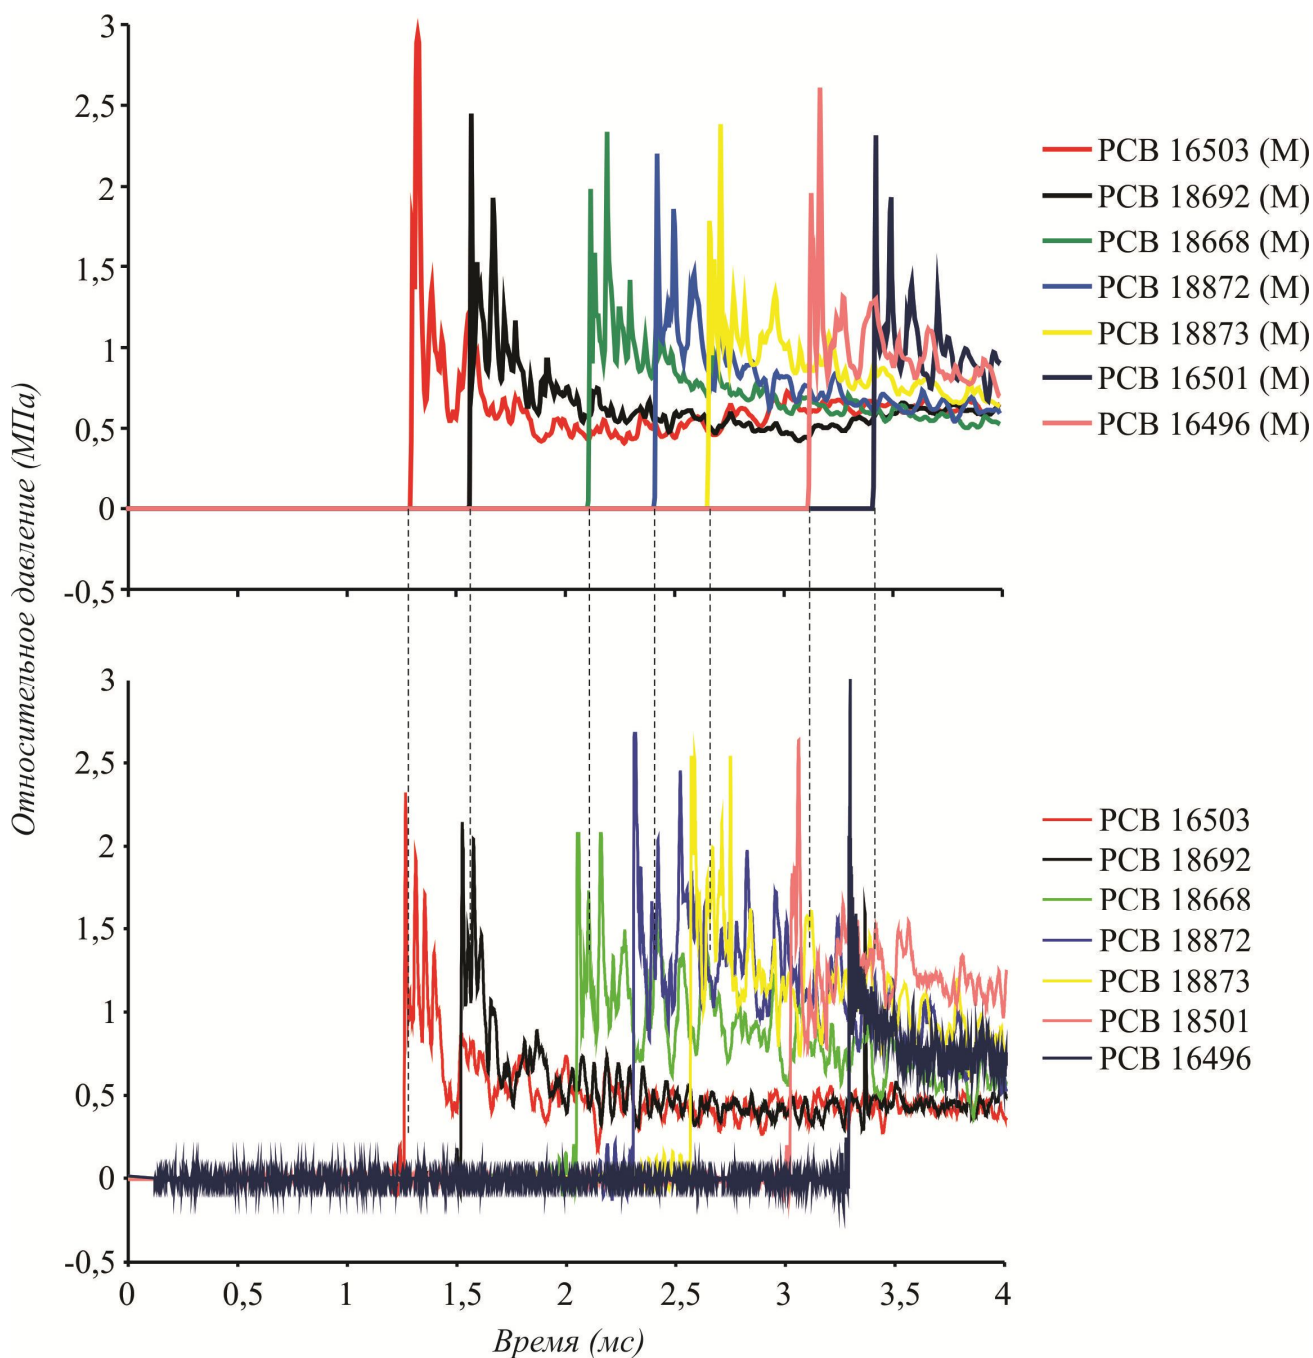 Относительное давление (МПа)
3
2,5
2
1,5
1
0,5
0
-0,5
PCB 16503 (M)
PCB 18692 (M)
PCB 18668 (M)
PCB 18872 (M)
PCB 18873 (M)
PCB 16501 (M)
PCB 16496 (M)
3
2,5
2
1,5
1
0,5
0
-0,5
PCB 16503
PCB 18692
PCB 18668
PCB 18872
PCB 18873
PCB 18501
PCB 16496
0 0,5 1 1,5 2 2,5 3 3,5 4
Время (мс)